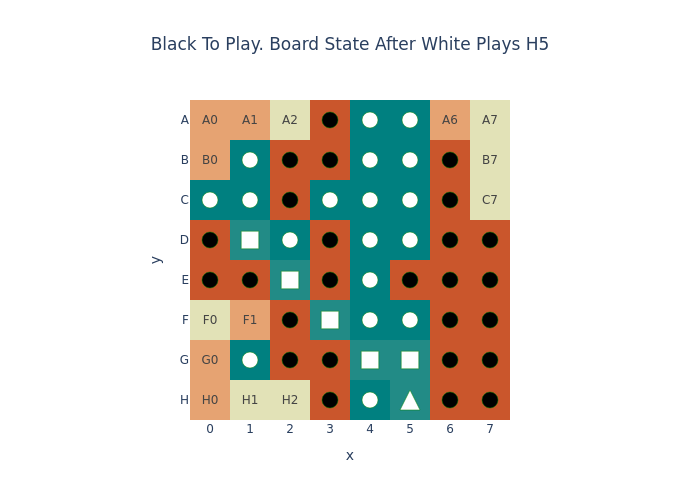 Black To Play. Board State After White Plays H5
A A0 A1 A2 A6 A7
B B0 B7
C C7
D
E
F F0 F1
G G0
H H0 H1 H2
0 1 2 3 4 5 6 7
x
y